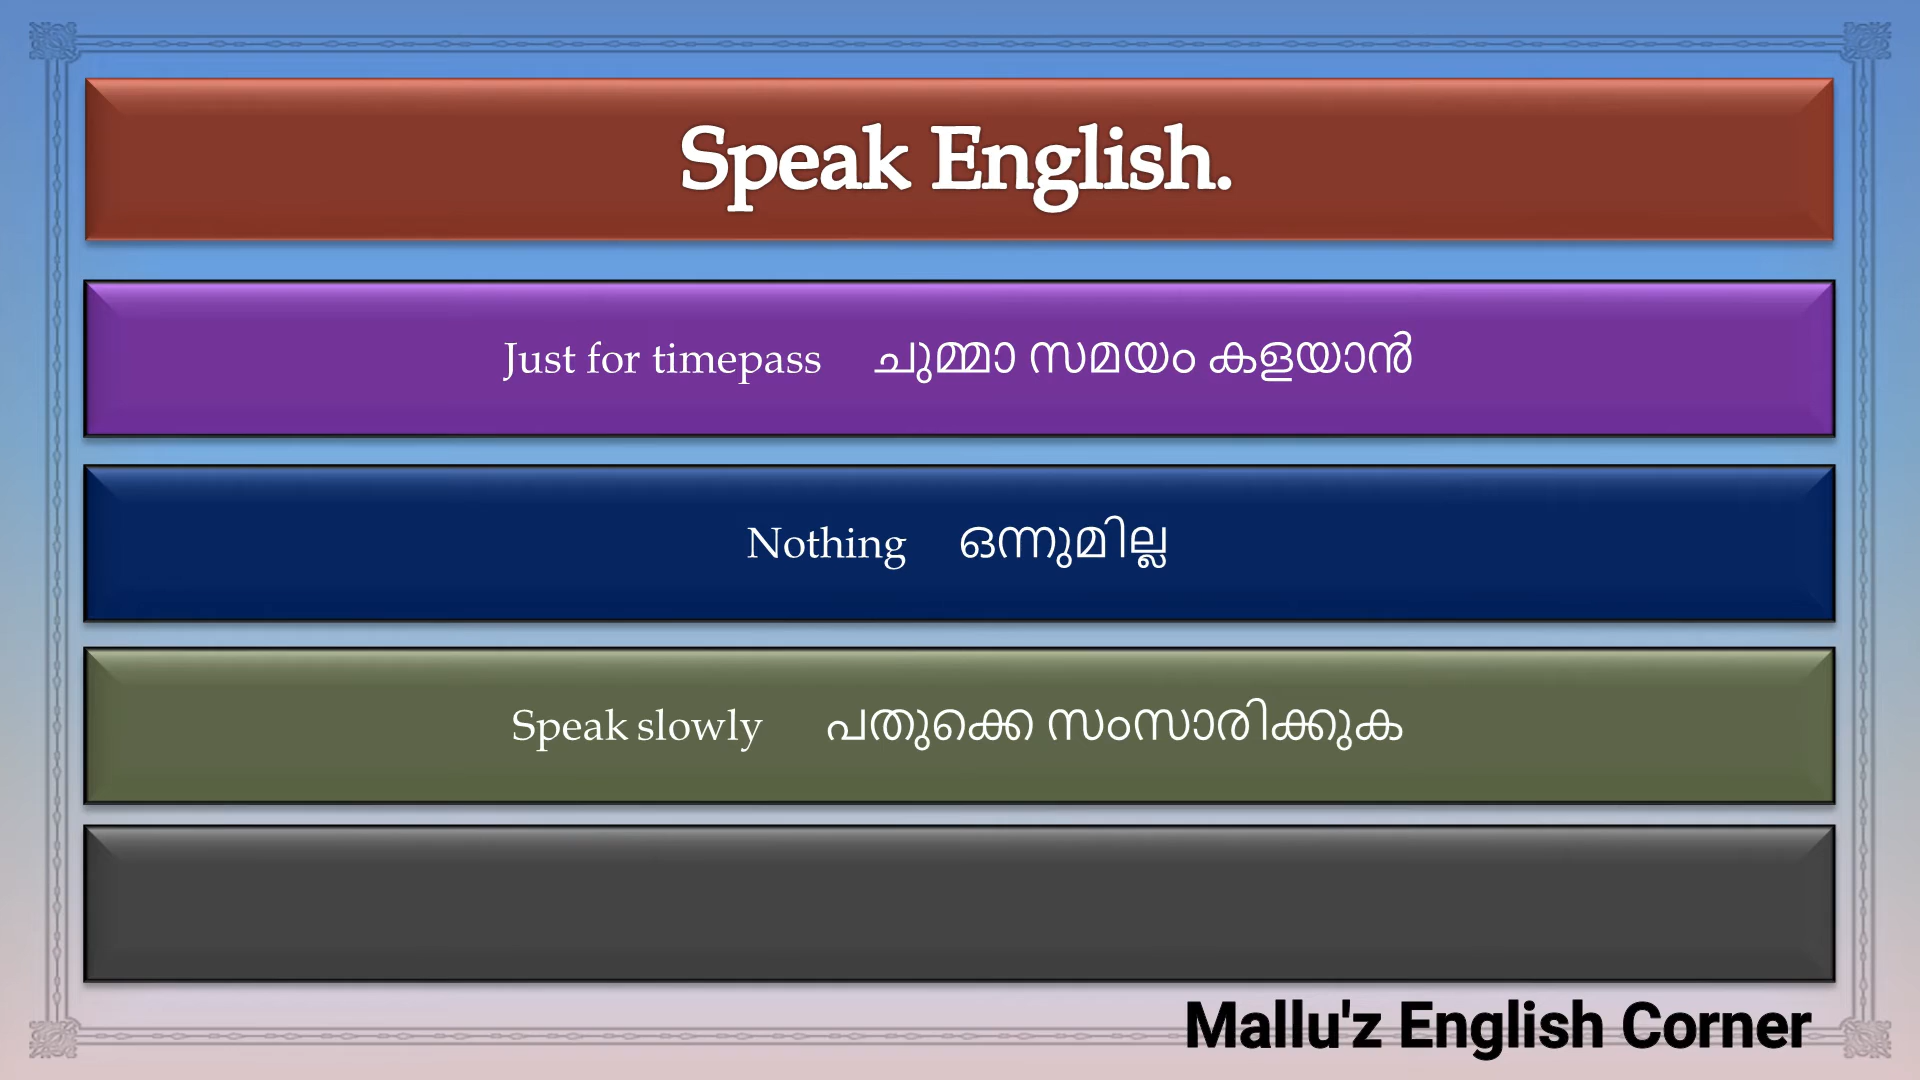 Speak English.
Just for timepass ചുമ്മാ സമയം കളയാൻ
Nothing ഒന്നുമില്ല
Speak slowly പതുക്കെ സംസാരിക്കുക
Mallu'z English Corner